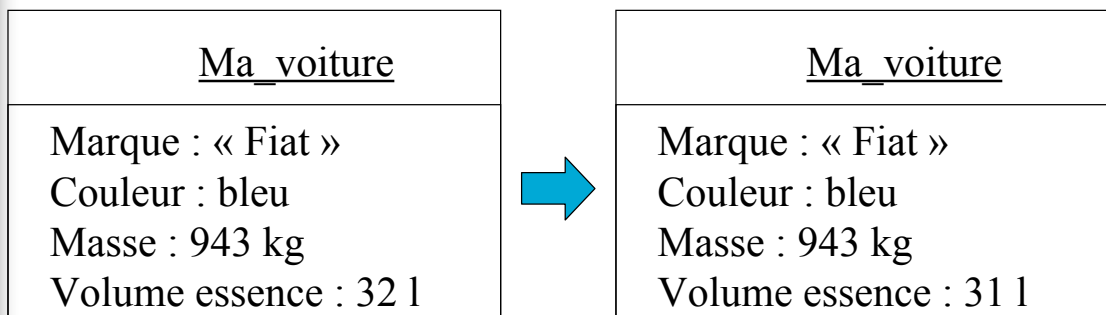 Ma_voiture
Marque : « Fiat »
Couleur : bleu
Masse : 943 kg
Volume essence : 32 l
Ma_voiture
Marque : « Fiat »
Couleur : bleu
Masse : 943 kg
Volume essence : 31 l